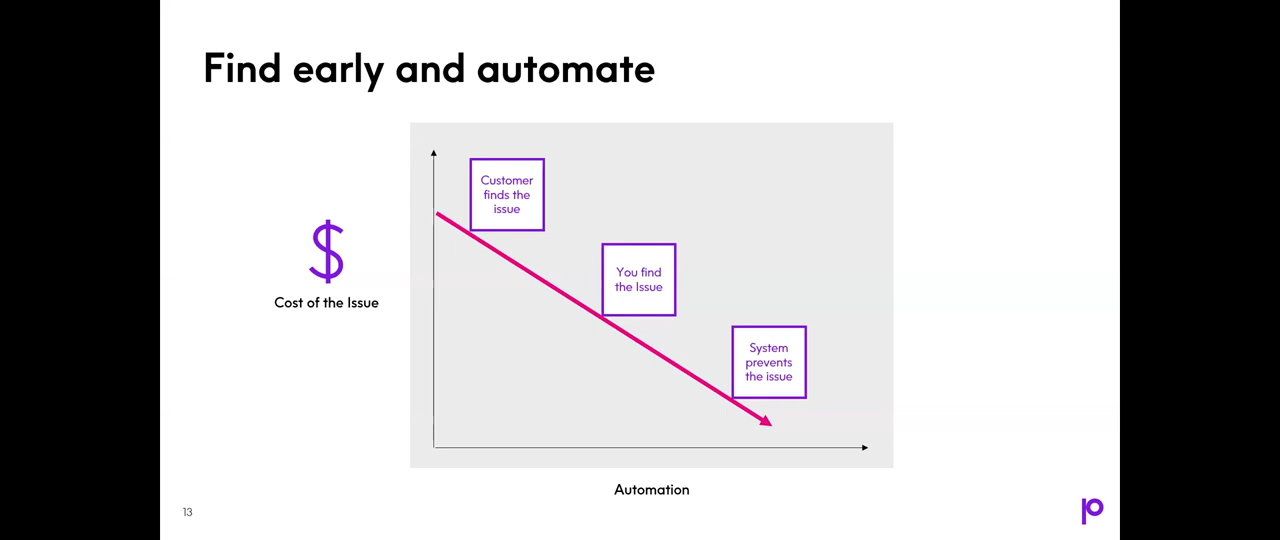 Find early and automate
Customer
finds the
issue
$
You find
the Issue
Cost of the Issue
System
prevents
the issue
Automation
13